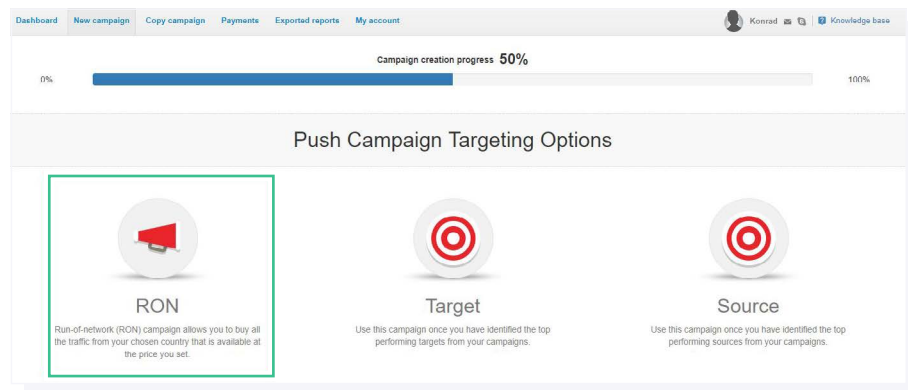 Dashboard New campaign Copy campaign Payments Exported reports My account Konrad Knowledge base
Campaign creation progress 50%
0% 100%
Push Campaign Targeting Options
RON
Run-of-network (RON) campaign allows you to buy all
the traffic from your chosen country that is available at
the price you set.
Target
Use this campaign once you have identified the top
performing targets from your campaigns.
Source
Use this campaign once you have identified the top
performing sources from your campaigns.